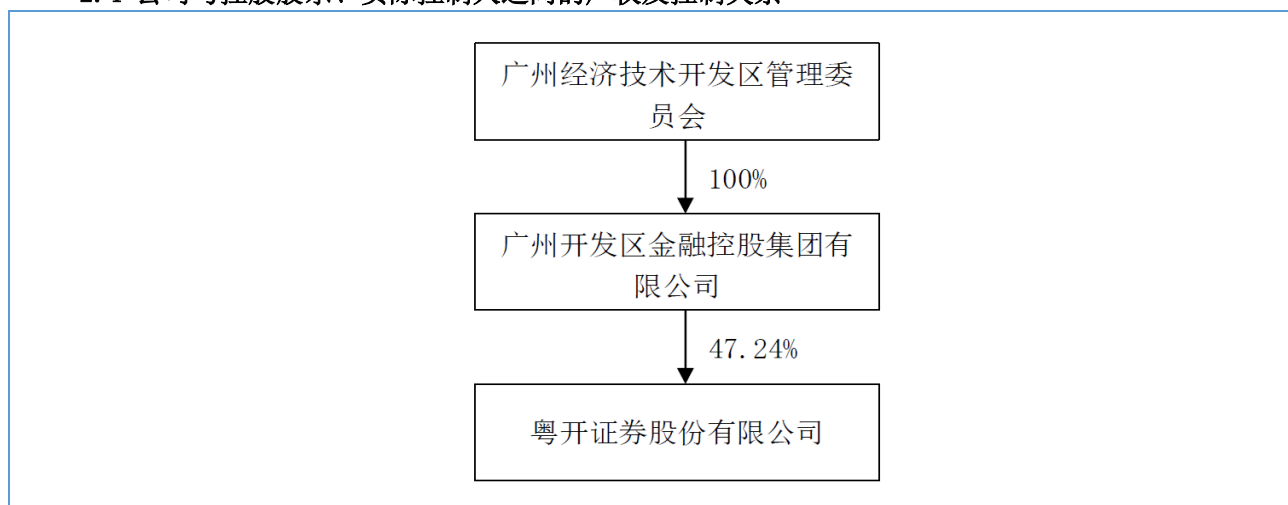 广州经济技术开发区管理委
员会
100%
广州开发区金融控股集团有
限公司
47.24%
粤开证券股份有限公司